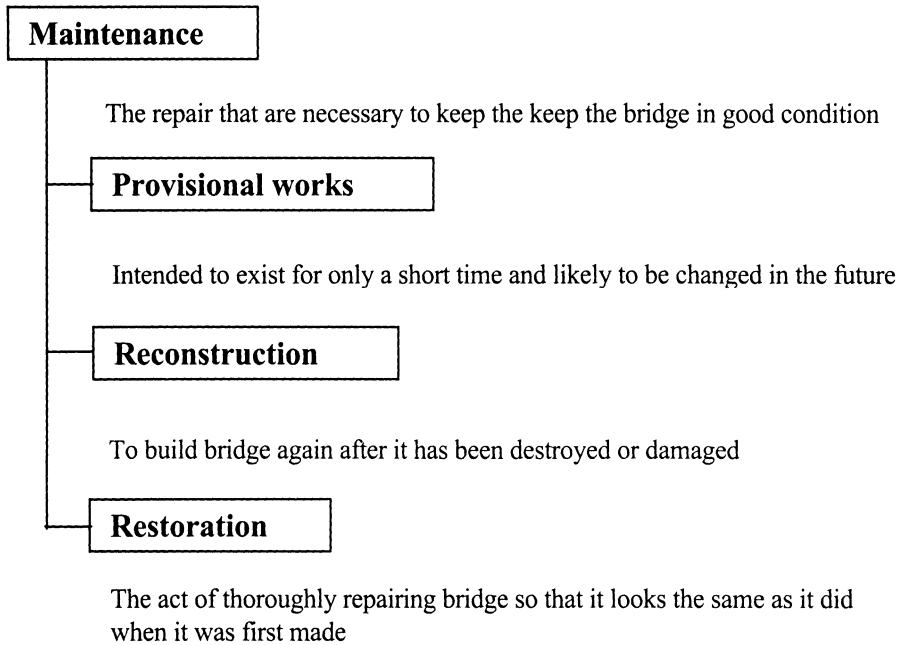 Maintenance
The repair that are necessary to keep the keep the bridge in good condition
Provisional works
Intended to exist for only a short time and likely to be changed in the future
Reconstruction
To build bridge again after it has been destroyed or damaged
Restoration
The act of thoroughly repairing bridge so that it looks the same as it did
when it was first made